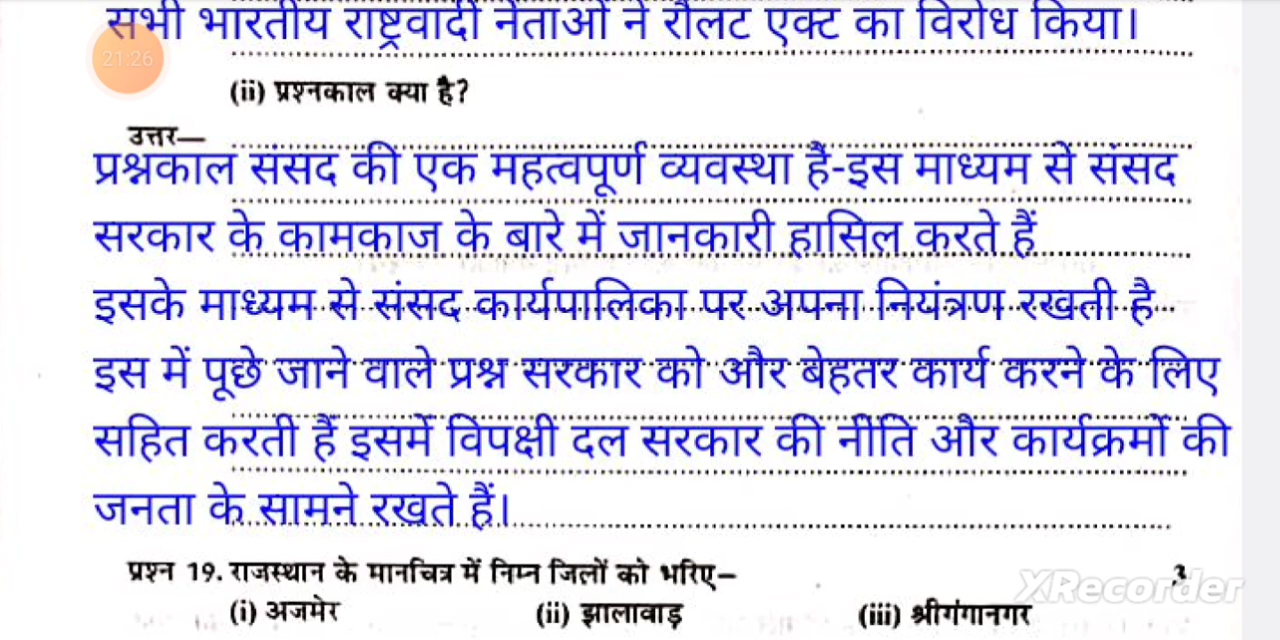 सभी भारतीय राष्ट्रवादी नेताओं ने रौलट एक्ट का विरोध किया।
21:26
(ii) प्रश्नकाल क्या है?
उत्तर—
प्रश्नकाल संसद की एक महत्वपूर्ण व्यवस्था है-इस माध्यम से संसद
सरकार के कामकाज के बारे में जानकारी हासिल करते हैं
इसके माध्यम से संसद कार्यपालिका पर अपना नियंत्रण रखती है
इस में पूछे जाने वाले प्रश्न सरकार को और बेहतर कार्य करने के लिए
सहित करती हैं इसमें विपक्षी दल सरकार की नीति और कार्यक्रमों की
जनता के सामने रखते हैं।
प्रश्न 19. राजस्थान के मानचित्र में निम्न जिलों को भरिए— 3
XRecorder
(i) अजमेर (ii) झालावाड़ (iii) श्रीगंगानगर